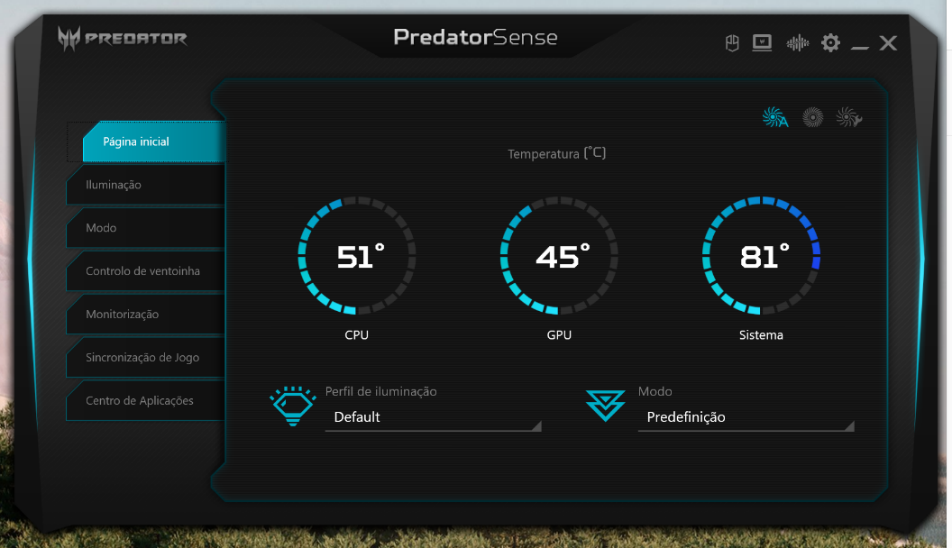 PREDATOR
PredatorSense
Página inicial
Iluminação
Modo
Controlo de ventoinha
Monitorização
Sincronização de Jogo
Centro de Aplicações
A
Temperatura (°C)
51°
45°
81°
CPU
GPU
Sistema
Perfil de iluminação
Default
Modo
Predefinição